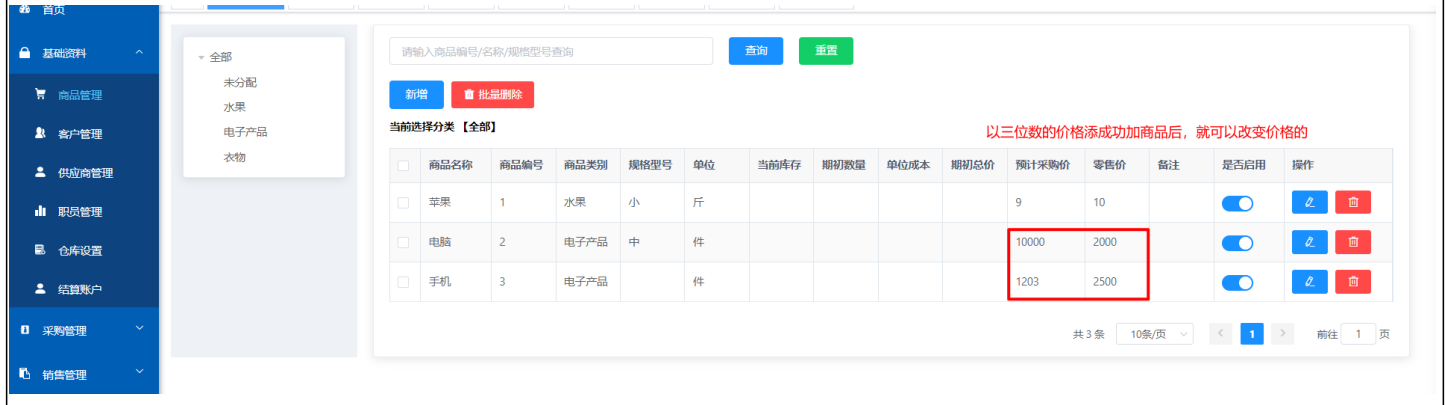 首页
基础资料
商品管理
客户管理
供应商管理
职员管理
仓库设置
结算账户
采购管理
销售管理
全部
未分配
水果
电子产品
衣物
请输入商品编号/名称/规格型号查询 查询 重置
新增 批量删除
当前选择分类 【全部】
以三位数的价格添成功加商品后，就可以改变价格的
商品名称 商品编号 商品类别 规格型号 单位 当前库存 期初数量 单位成本 期初总价 预计采购价 零售价 备注 是否启用 操作
苹果 1 水果 小 斤 9 10
电脑 2 电子产品 中 件 10000 2000
手机 3 电子产品 件 1203 2500
共 3 条 10条/页 1 前往 1 页